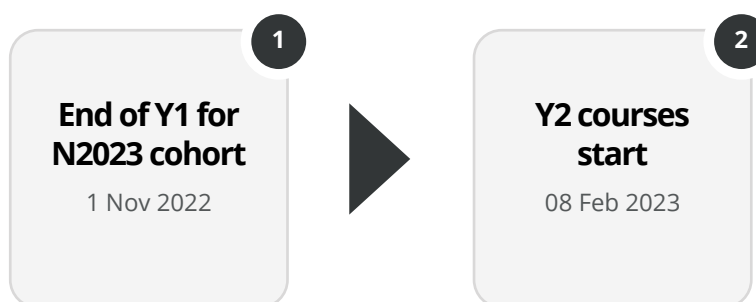 1
End of Y1 for
N2023 cohort
1 Nov 2022
2
Y2 courses
start
08 Feb 2023